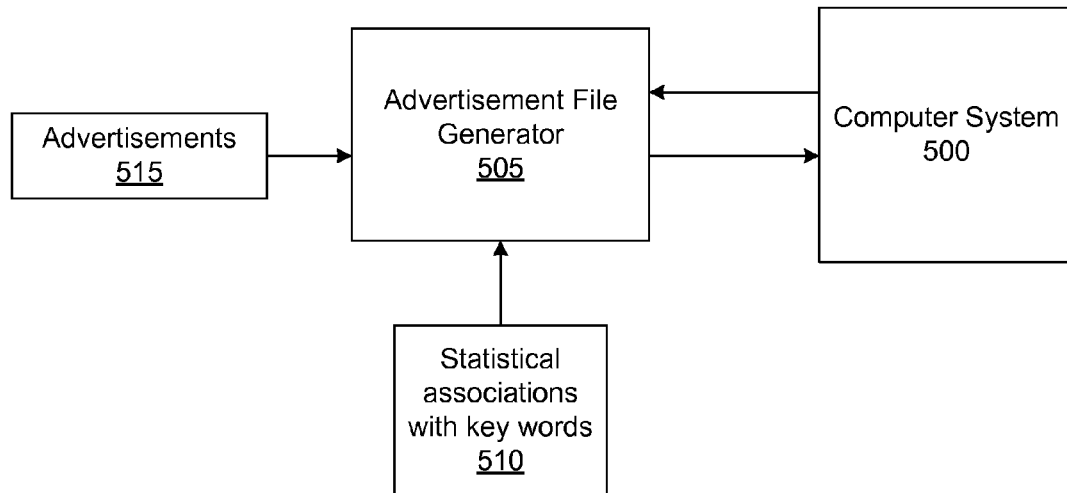 Advertisements
515
Advertisement File
Generator
505
Computer System
500
Statistical
associations
with key words
510